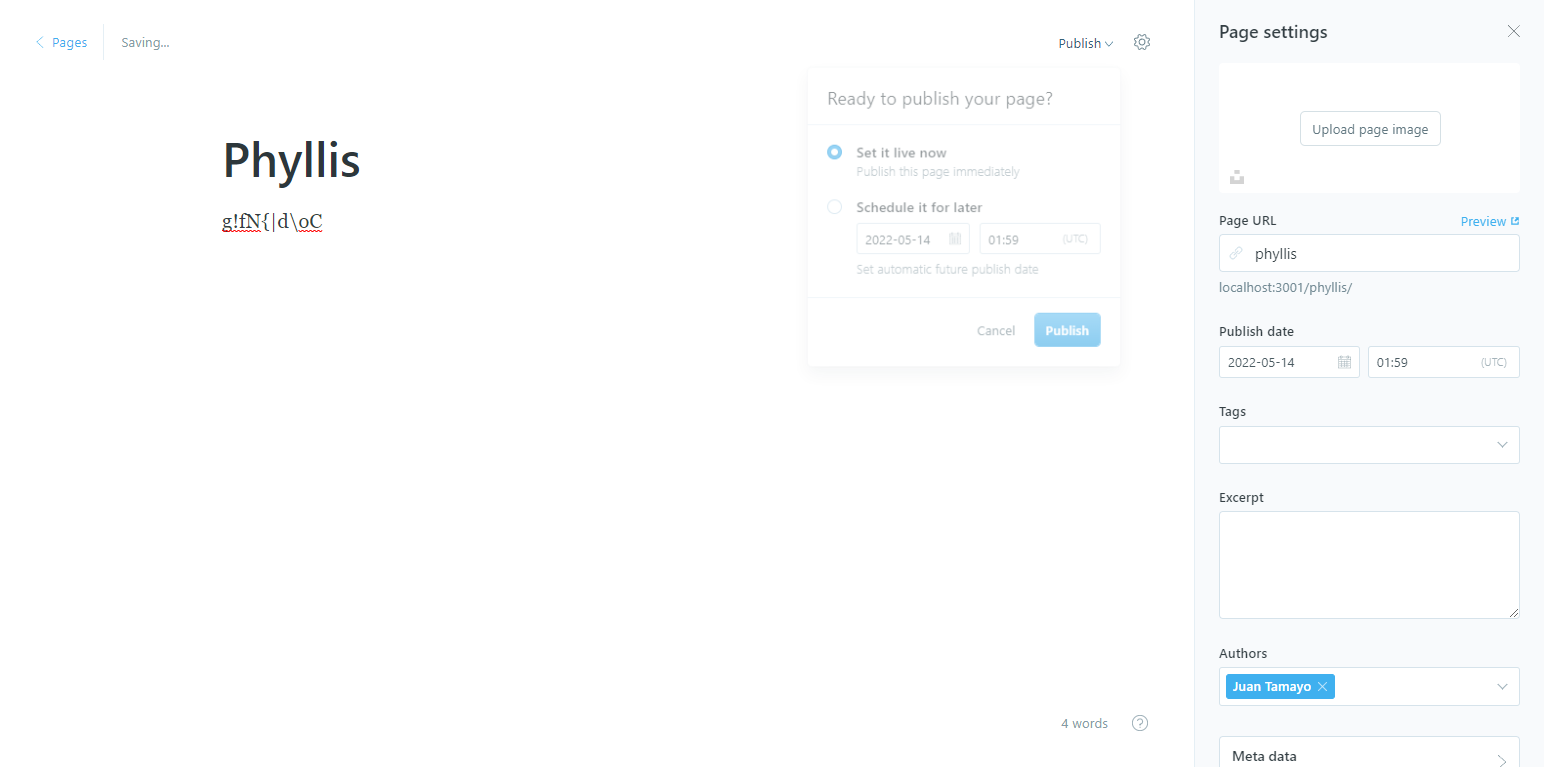 Pages
Saving...
Publish
Phyllis
g!fN{|d\oC
Ready to publish your page?
Set it live now
Publish this page immediately
Schedule it for later
2022-05-14
01:59
(UTC)
Set automatic future publish date
Cancel
Publish
4 words
?
Page settings
Upload page image
Page URL
Preview
phyllis
localhost:3001/phyllis/
Publish date
2022-05-14
01:59
(UTC)
Tags
Excerpt
Authors
Juan Tamayo
Meta data